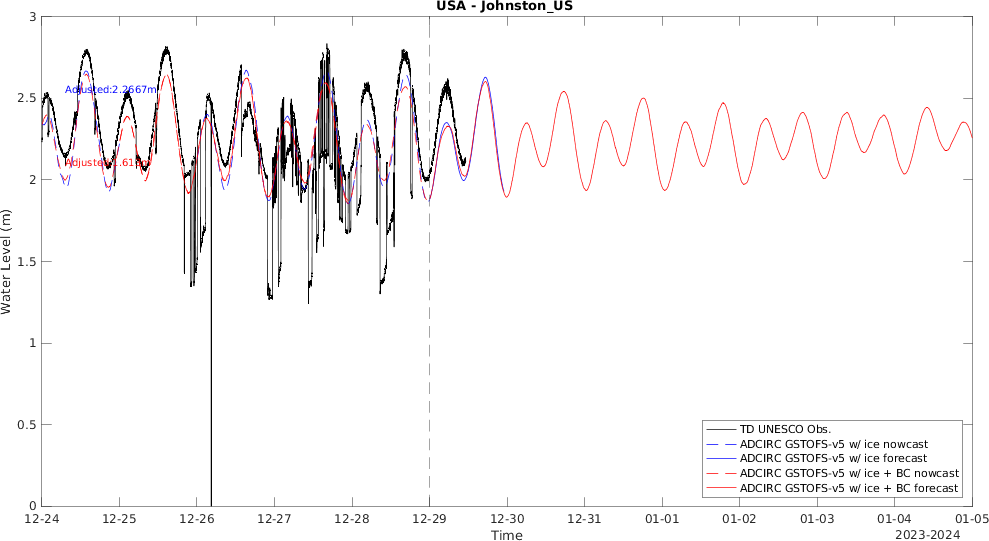 USA - Johnston_US
Water Level (m)
3
2.5
2
1.5
1
0.5
0
Adjusted:2.2667m
TD UNESCO Obs.
ADCIRC GSTOFS-v5 w/ ice nowcast
ADCIRC GSTOFS-v5 w/ ice forecast
ADCIRC GSTOFS-v5 w/ ice + BC nowcast
ADCIRC GSTOFS-v5 w/ ice + BC forecast
12-24 12-25 12-26 12-27 12-28 12-29 12-30 12-31 01-01 01-02 01-03 01-04 01-05
Time
2023-2024